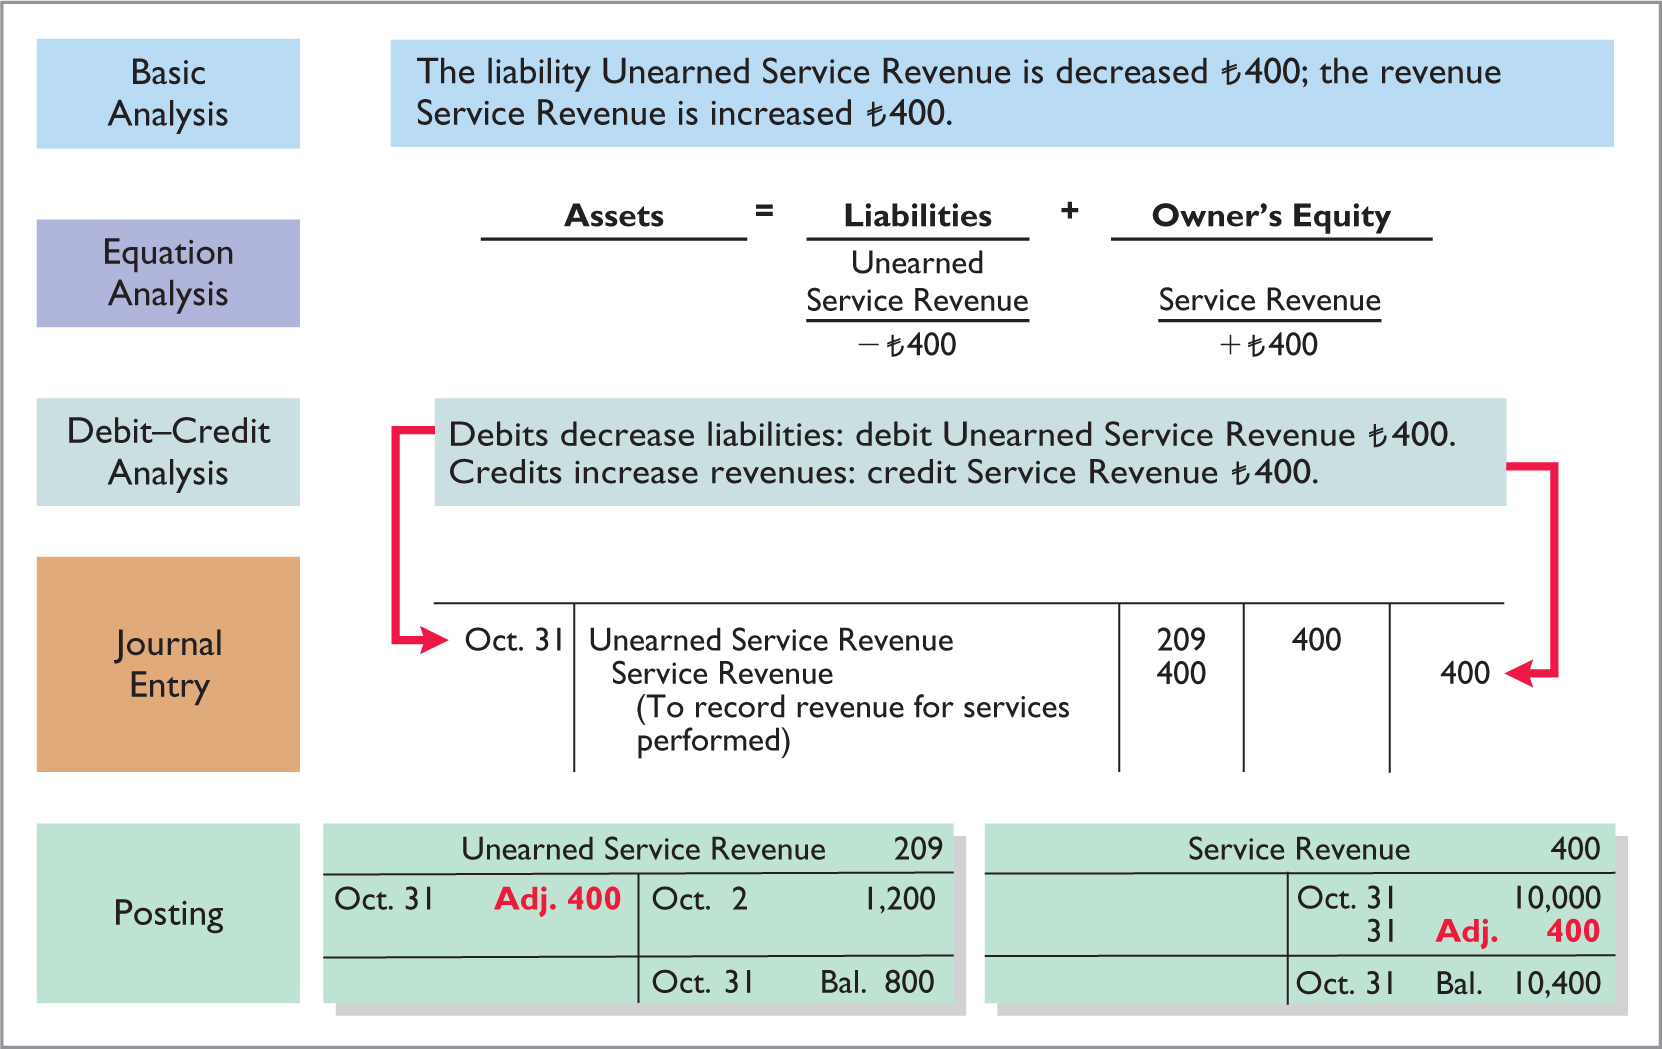 Basic
Analysis
The liability Unearned Service Revenue is decreased ₺400; the revenue
Service Revenue is increased ₺400.
Equation
Analysis
Assets = Liabilities + Owner’s Equity
Unearned
Service Revenue Service Revenue
−₺400 +₺400
Debit–Credit
Analysis
Debits decrease liabilities: debit Unearned Service Revenue ₺400.
Credits increase revenues: credit Service Revenue ₺400.
Journal
Entry
Oct. 31 Unearned Service Revenue 209 400
Service Revenue 400 400
(To record revenue for services
performed)
Posting
Unearned Service Revenue 209
Oct. 31 Adj. 400 Oct. 2 1,200
Oct. 31 Bal. 800
Service Revenue 400
Oct. 31 10,000
31 Adj. 400
Oct. 31 Bal. 10,400